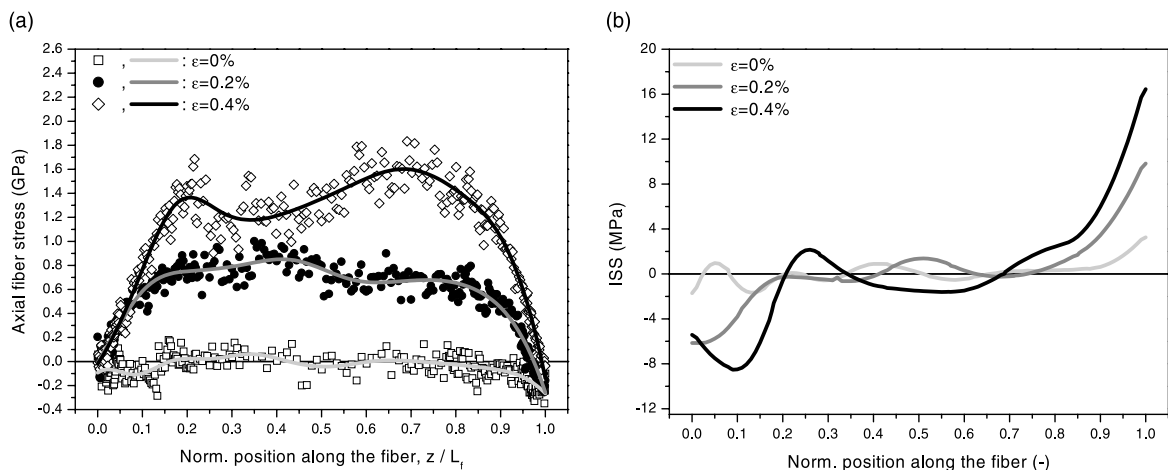 (a)
2.6
2.4
2.2
2.0
1.8
1.6
1.4
1.2
1.0
0.8
0.6
0.4
0.2
0.0
-0.2
-0.4
Axial fiber stress (GPa)
, : ε=0%
, : ε=0.2%
, : ε=0.4%
0.0 0.1 0.2 0.3 0.4 0.5 0.6 0.7 0.8 0.9 1.0
Norm. position along the fiber, z / L_f
(b)
20
16
12
8
4
0
-4
-8
-12
ISS (MPa)
ε=0%
ε=0.2%
ε=0.4%
0.0 0.1 0.2 0.3 0.4 0.5 0.6 0.7 0.8 0.9 1.0
Norm. position along the fiber (-)